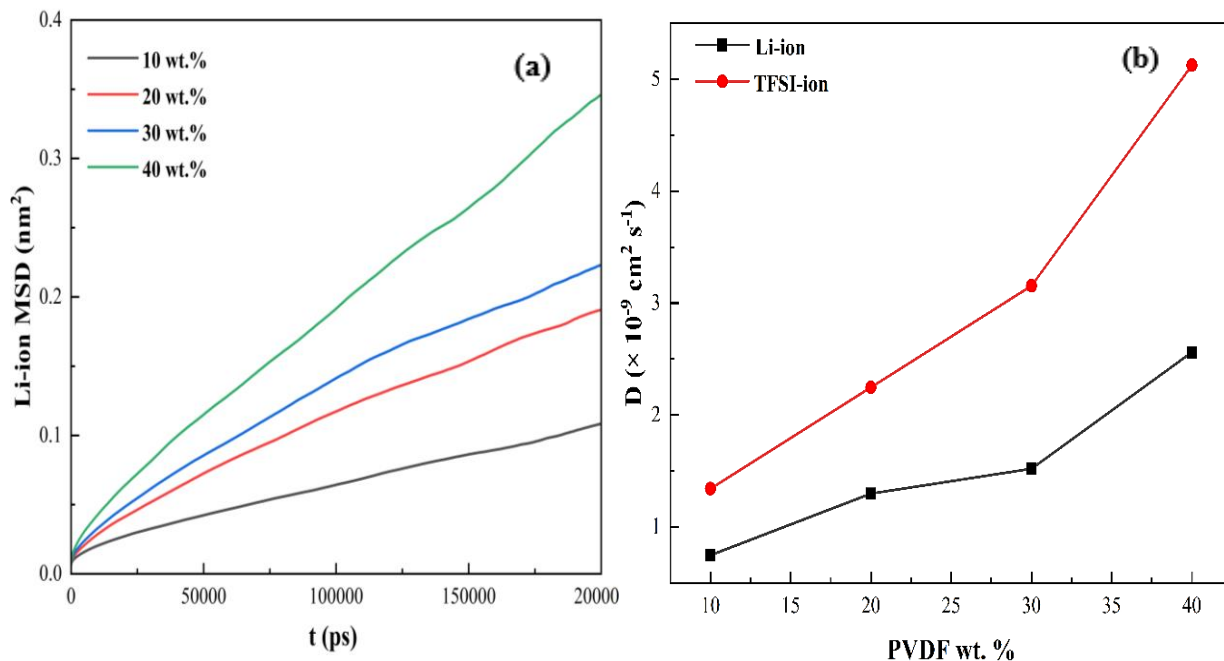 0.4
0.3
0.2
0.1
0.0
Li-ion MSD (nm²)
10 wt.%
20 wt.%
30 wt.%
40 wt.%
(a)
0 50000 100000 150000 20000
t (ps)
5
4
3
2
1
D (× 10⁻⁹ cm² s⁻¹)
Li-ion
TFSI-ion
(b)
10 15 20 25 30 35 40
PVDF wt. %